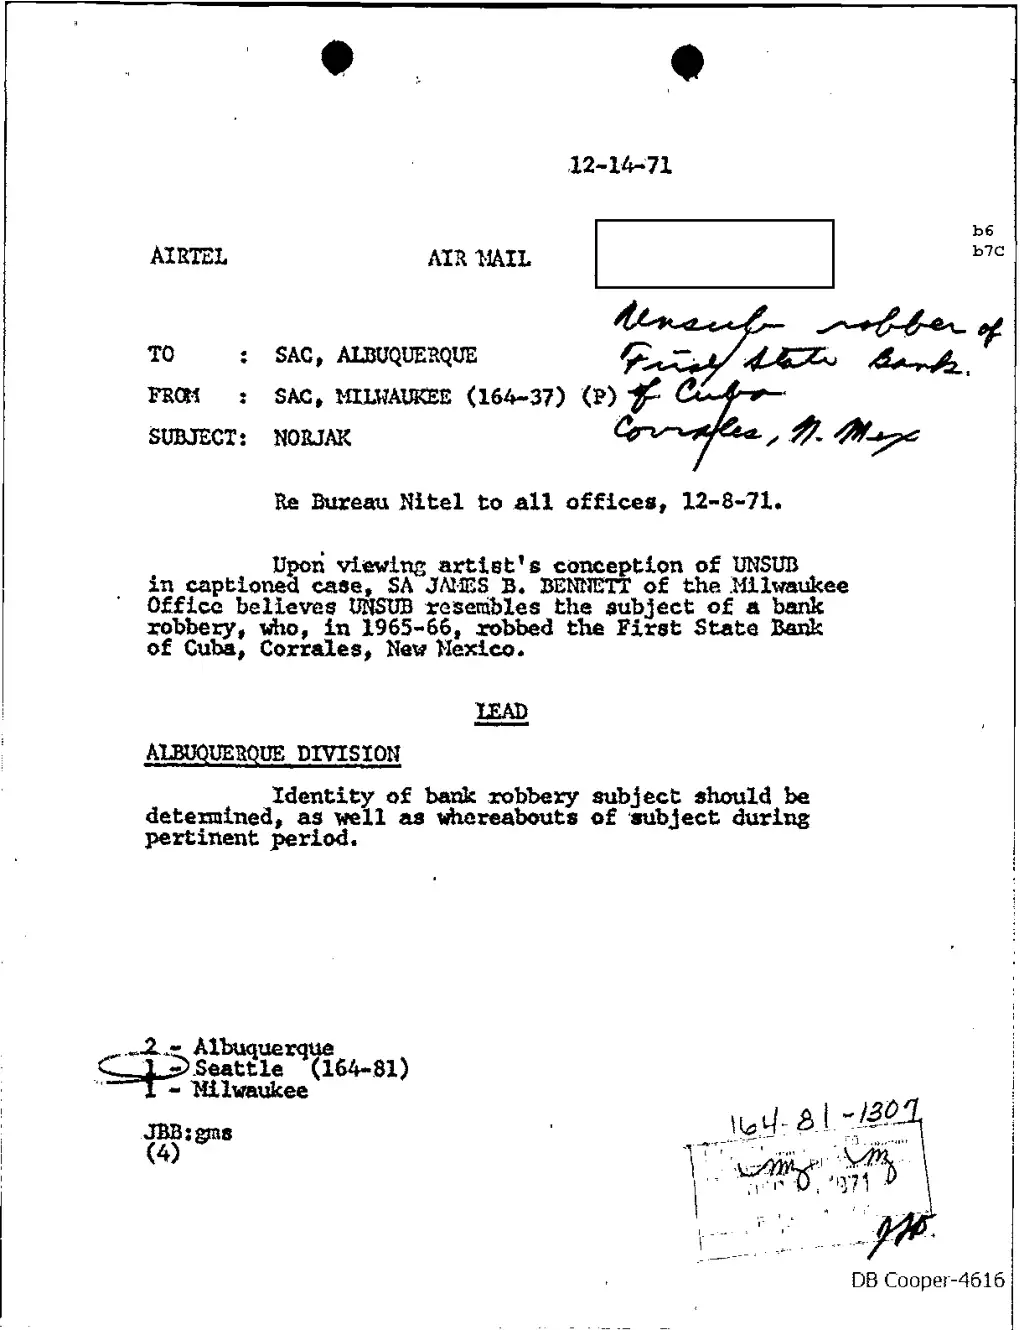 12-14-71
b6
b7C
AIRTEL AIR MAIL
Unsub robber of
First State Bank.
of Cuba
Corrales, N. Mex
TO : SAC, ALBUQUERQUE
FROM : SAC, MILWAUKEE (164-37) (P)
SUBJECT: NORJAK
Re Bureau Nitel to all offices, 12-8-71.
Upon viewing artist's conception of UNSUB
in captioned case, SA JAMES B. BENNETT of the Milwaukee
Office believes UNSUB resembles the subject of a bank
robbery, who, in 1965-66, robbed the First State Bank
of Cuba, Corrales, New Mexico.
LEAD
ALBUQUERQUE DIVISION
Identity of bank robbery subject should be
determined, as well as whereabouts of subject during
pertinent period.
2 - Albuquerque
1 - Seattle (164-81)
1 - Milwaukee
JBB:gms
(4)
164-81-1307
1971
DB Cooper-4616